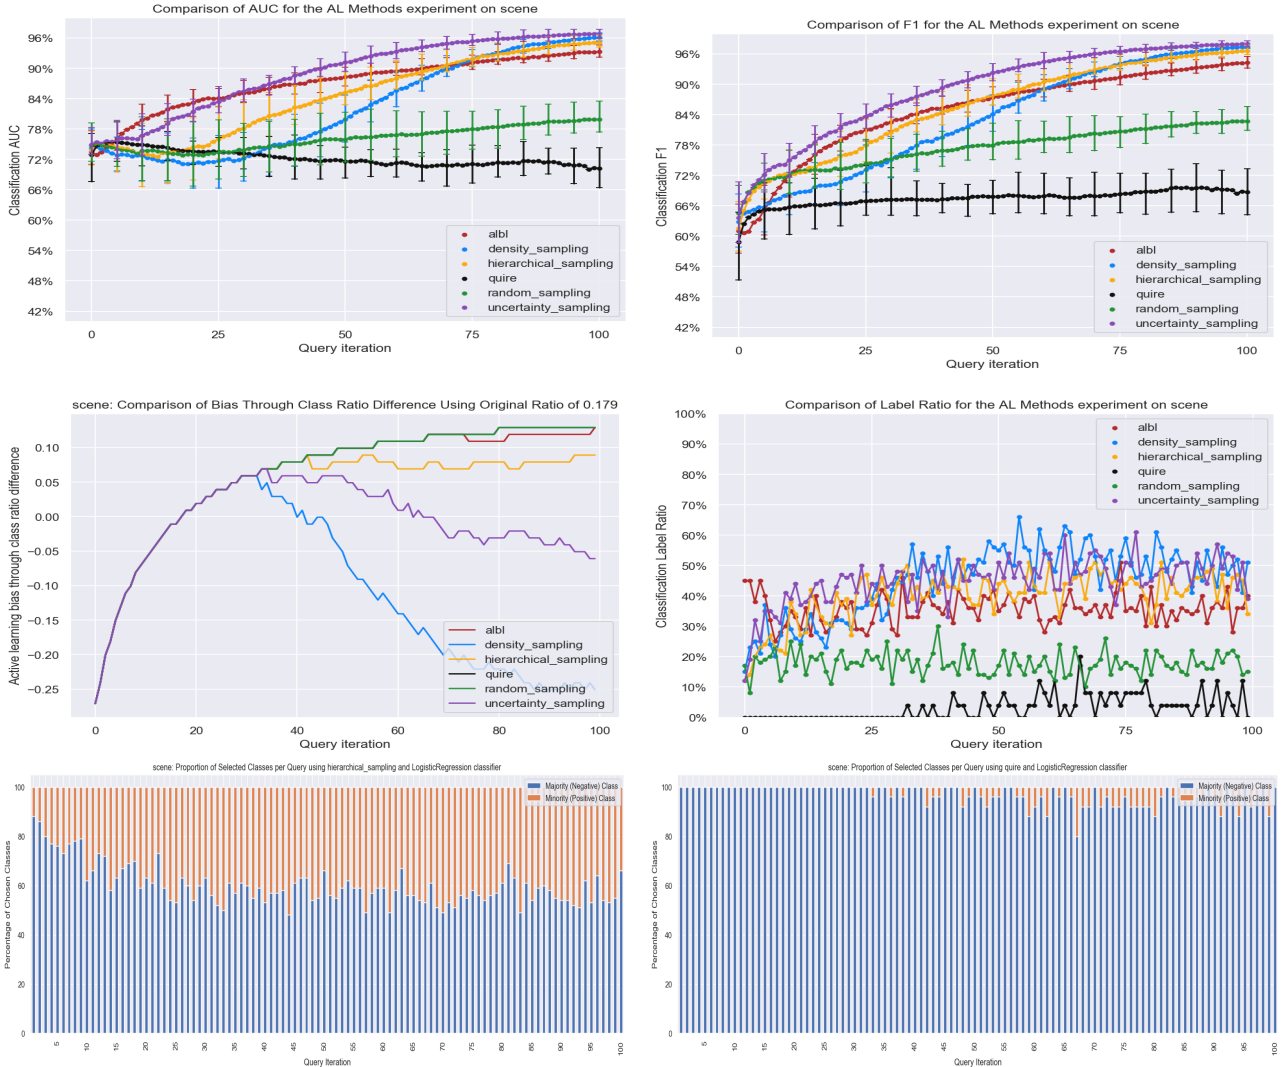 Comparison of AUC for the AL Methods experiment on scene
96%
90%
84%
78%
72%
66%
60%
54%
48%
42%
Classification AUC
albl
density_sampling
hierarchical_sampling
quire
random_sampling
uncertainty_sampling
0 25 50 75 100
Query iteration
Comparison of F1 for the AL Methods experiment on scene
96%
90%
84%
78%
72%
66%
60%
54%
48%
42%
Classification F1
albl
density_sampling
hierarchical_sampling
quire
random_sampling
uncertainty_sampling
0 25 50 75 100
Query iteration
scene: Comparison of Bias Through Class Ratio Difference Using Original Ratio of 0.179
0.10
0.05
0.00
−0.05
−0.10
−0.15
−0.20
−0.25
Active learning bias through class ratio difference
albl
density_sampling
hierarchical_sampling
quire
random_sampling
uncertainty_sampling
0 20 40 60 80 100
Query iteration
Comparison of Label Ratio for the AL Methods experiment on scene
100%
90%
80%
70%
60%
50%
40%
30%
20%
10%
0%
Classification Label Ratio
albl
density_sampling
hierarchical_sampling
quire
random_sampling
uncertainty_sampling
0 25 50 75 100
Query iteration
scene: Proportion of Selected Classes per Query using hierarchical_sampling and LogisticRegression classifier
100
80
60
40
20
0
Percentage of Chosen Classes
Majority (Negative) Class
Minority (Positive) Class
5 10 15 20 25 30 35 40 45 50 55 60 65 70 75 80 85 90 95 100
Query Iteration
scene: Proportion of Selected Classes per Query using quire and LogisticRegression classifier
100
80
60
40
20
0
Percentage of Chosen Classes
Majority (Negative) Class
Minority (Positive) Class
5 10 15 20 25 30 35 40 45 50 55 60 65 70 75 80 85 90 95 100
Query Iteration